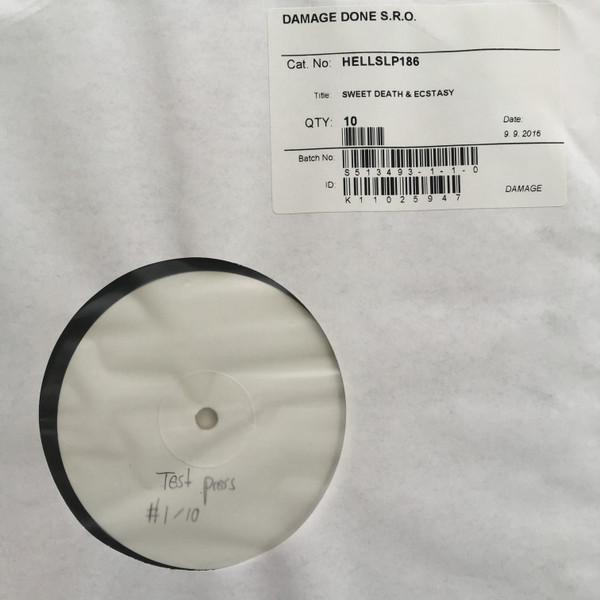 DAMAGE DONE S.R.O.
Cat. No: HELLSLP186
Title: SWEET DEATH & ECSTASY
QTY: 10
Date:
9. 9. 2016
Batch No:
S513493-1-1-0
ID:
K11025947
DAMAGE
Test press
#1/10